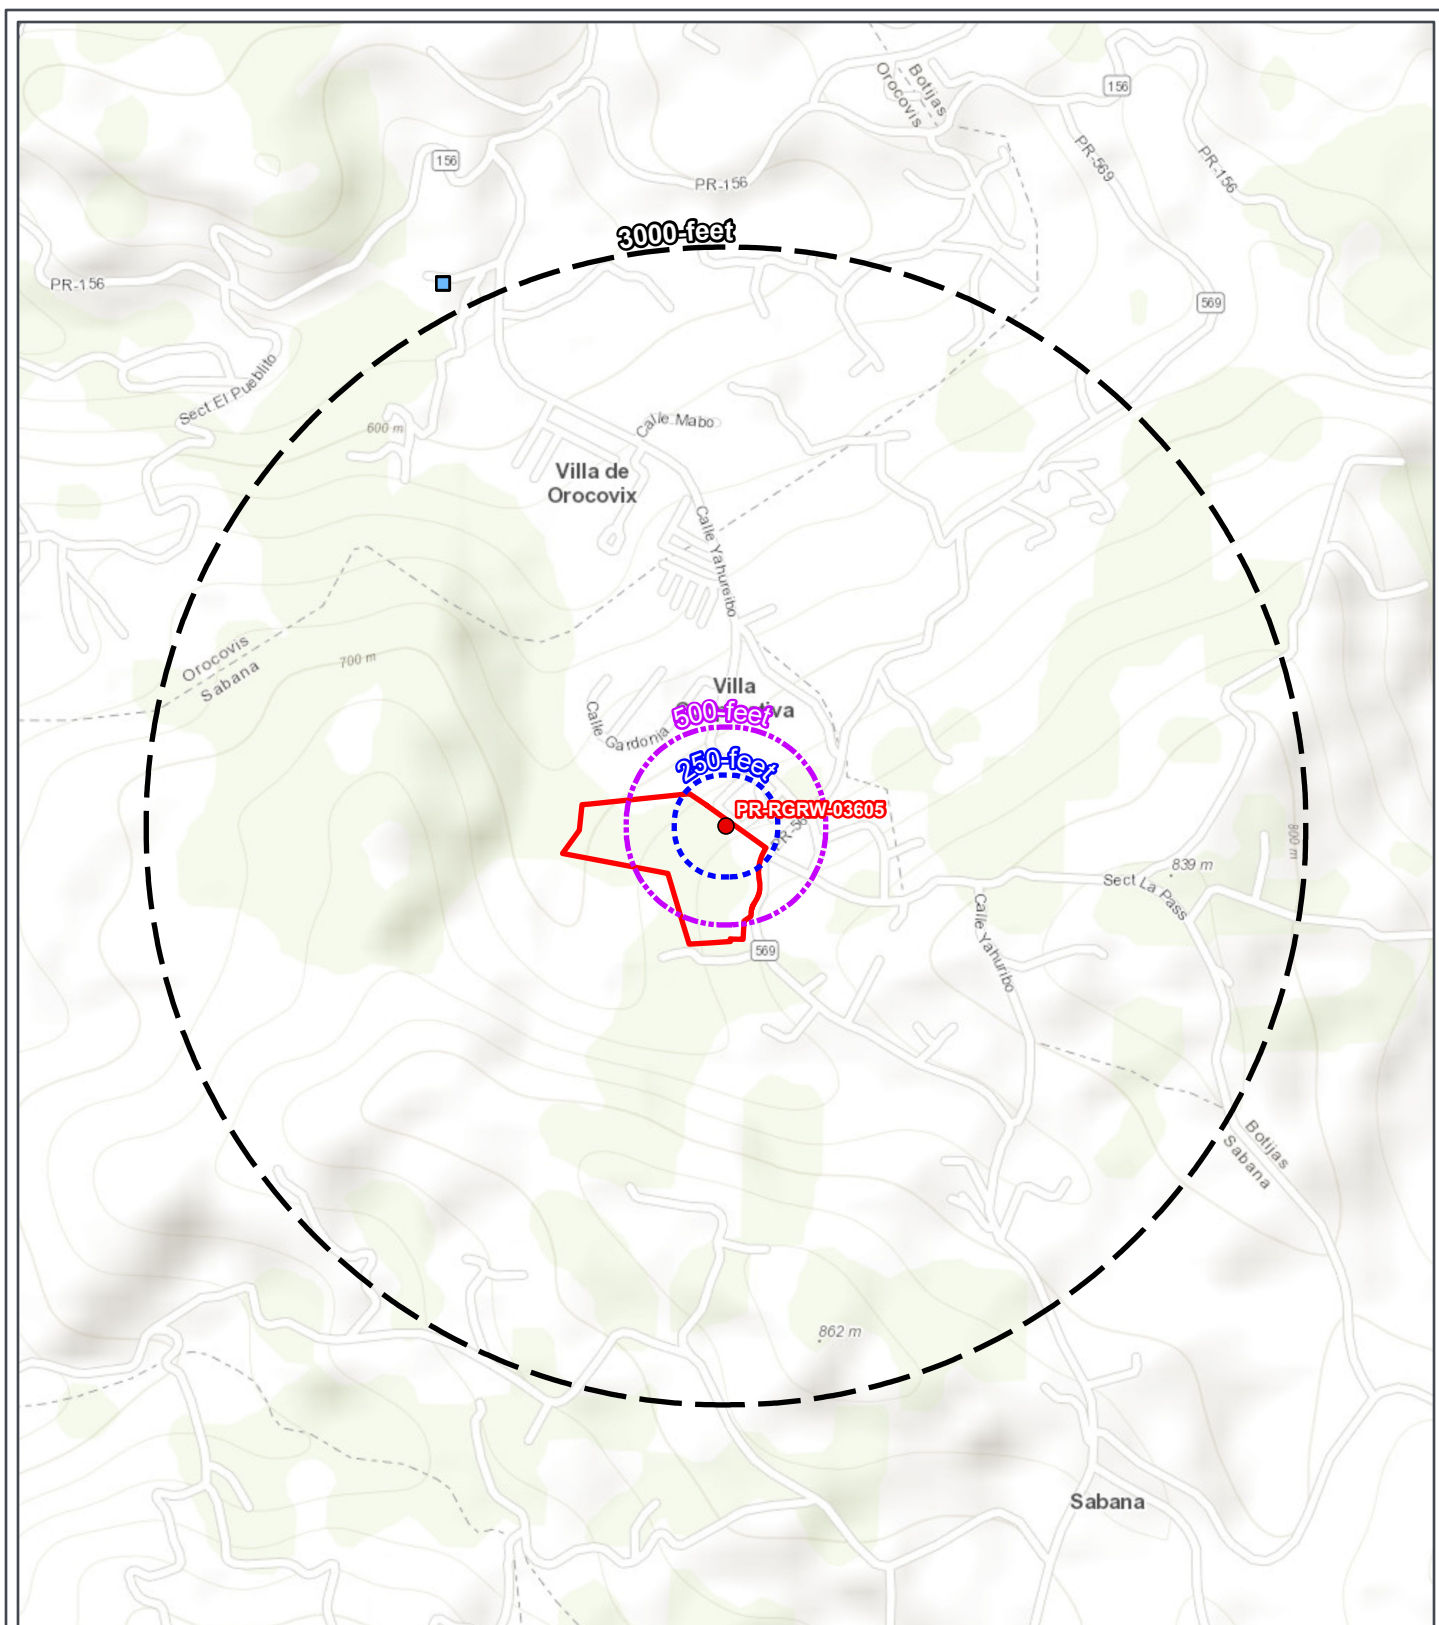 Botijas
Orocovis
156
PR-569
PR-156
156
PR-156
3000-feet
PR-156
569
Sect El Pueblito
600 m
Calle Mabo
Villa de
Orocovix
Calle Yahureibo
Orocovis
Sabana
700 m
Villa
500-feet
Calle Gardonia
250-feet
PR-RGRW-03605
800 m
839 m
Sect La Pass
Calle Yahuribo
569
Botijas
Sabana
862 m
Sabana